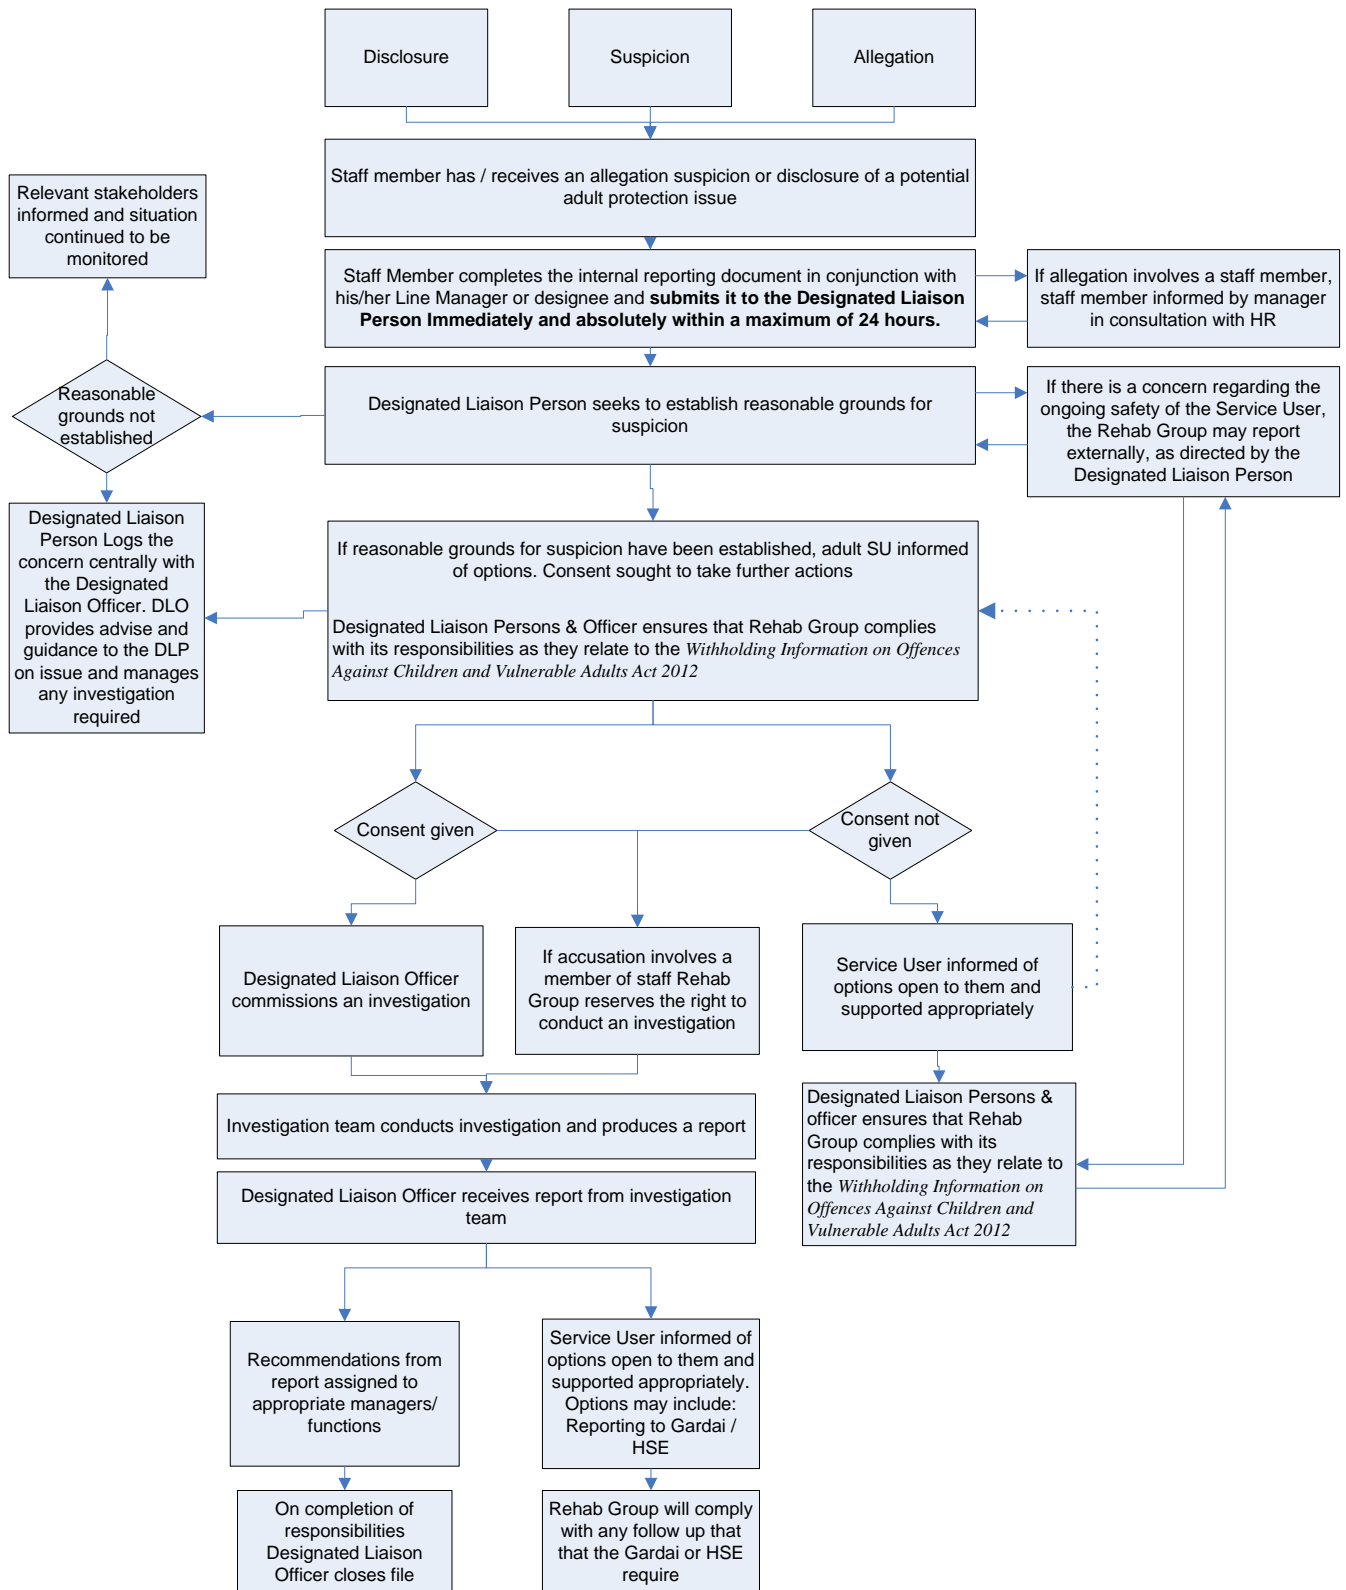 Disclosure
Suspicion
Allegation
Staff member has / receives an allegation suspicion or disclosure of a potential
adult protection issue
Relevant stakeholders
informed and situation
continued to be
monitored
Staff Member completes the internal reporting document in conjunction with
his/her Line Manager or designee and submits it to the Designated Liaison
Person Immediately and absolutely within a maximum of 24 hours.
If allegation involves a staff member,
staff member informed by manager
in consultation with HR
Reasonable
grounds not
established
Designated Liaison Person seeks to establish reasonable grounds for
suspicion
If there is a concern regarding the
ongoing safety of the Service User,
the Rehab Group may report
externally, as directed by the
Designated Liaison Person
Designated Liaison
Person Logs the
concern centrally with
the Designated
Liaison Officer. DLO
provides advise and
guidance to the DLP
on issue and manages
any investigation
required
If reasonable grounds for suspicion have been established, adult SU informed
of options. Consent sought to take further actions
Designated Liaison Persons & Officer ensures that Rehab Group complies
with its responsibilities as they relate to the Withholding Information on Offences
Against Children and Vulnerable Adults Act 2012
Consent given
Consent not
given
Designated Liaison Officer
commissions an investigation
If accusation involves a
member of staff Rehab
Group reserves the right to
conduct an investigation
Service User informed of
options open to them and
supported appropriately
Investigation team conducts investigation and produces a report
Designated Liaison Persons &
officer ensures that Rehab
Group complies with its
responsibilities as they relate to
the Withholding Information on
Offences Against Children and
Vulnerable Adults Act 2012
Designated Liaison Officer receives report from investigation
team
Recommendations from
report assigned to
appropriate managers/
functions
Service User informed of
options open to them and
supported appropriately.
Options may include:
Reporting to Gardai /
HSE
On completion of
responsibilities
Designated Liaison
Officer closes file
Rehab Group will comply
with any follow up that
that the Gardai or HSE
require